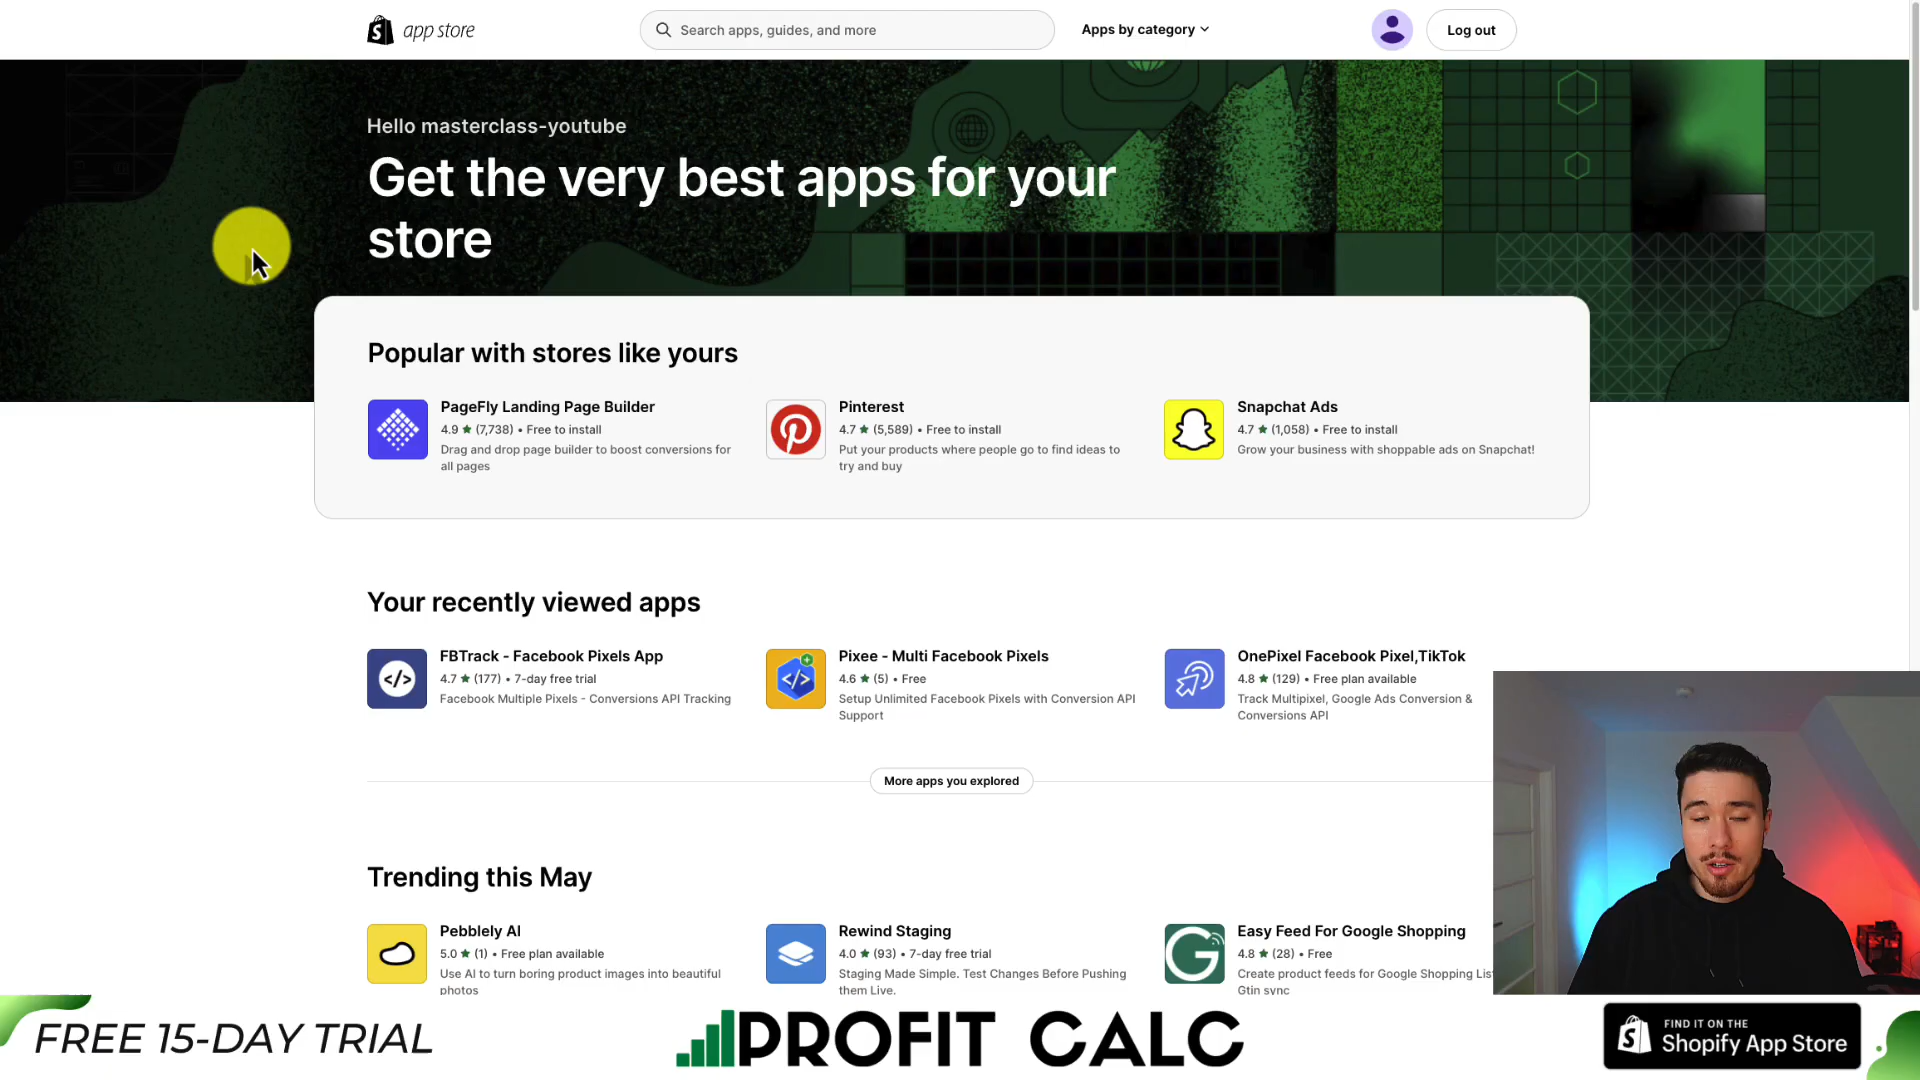 app store
Search apps, guides, and more
Apps by category
Log out
Hello masterclass-youtube
Get the very best apps for your
store
Popular with stores like yours
PageFly Landing Page Builder
4.9 ★ (7,738) • Free to install
Drag and drop page builder to boost conversions for
all pages
Pinterest
4.7 ★ (5,589) • Free to install
Put your products where people go to find ideas to
try and buy
Snapchat Ads
4.7 ★ (1,058) • Free to install
Grow your business with shoppable ads on Snapchat!
Your recently viewed apps
FBTrack - Facebook Pixels App
4.7 ★ (177) • 7-day free trial
Facebook Multiple Pixels - Conversions API Tracking
Pixee - Multi Facebook Pixels
4.6 ★ (5) • Free
Setup Unlimited Facebook Pixels with Conversion API
Support
OnePixel Facebook Pixel,TikTok
4.8 ★ (129) • Free plan available
Track Multipixel, Google Ads Conversion &
Conversions API
More apps you explored
Trending this May
Pebblely AI
5.0 ★ (1) • Free plan available
Use AI to turn boring product images into beautiful
photos
Rewind Staging
4.0 ★ (93) • 7-day free trial
Staging Made Simple. Test Changes Before Pushing
them Live.
Easy Feed For Google Shopping
4.8 ★ (28) • Free
Create product feeds for Google Shopping
Gtin sync
FREE 15-DAY TRIAL
PROFIT CALC
FIND IT ON THE
Shopify App Store